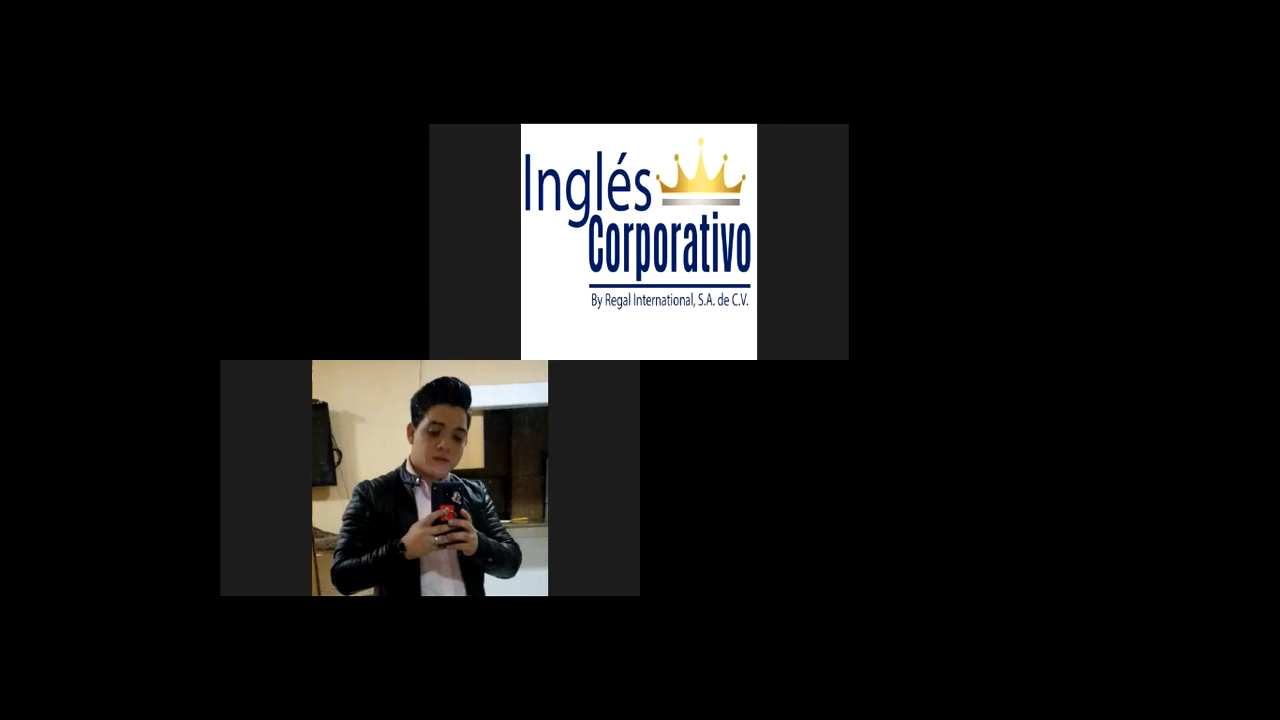 Inglés
Corporativo
By Regal International, S.A. de C.V.